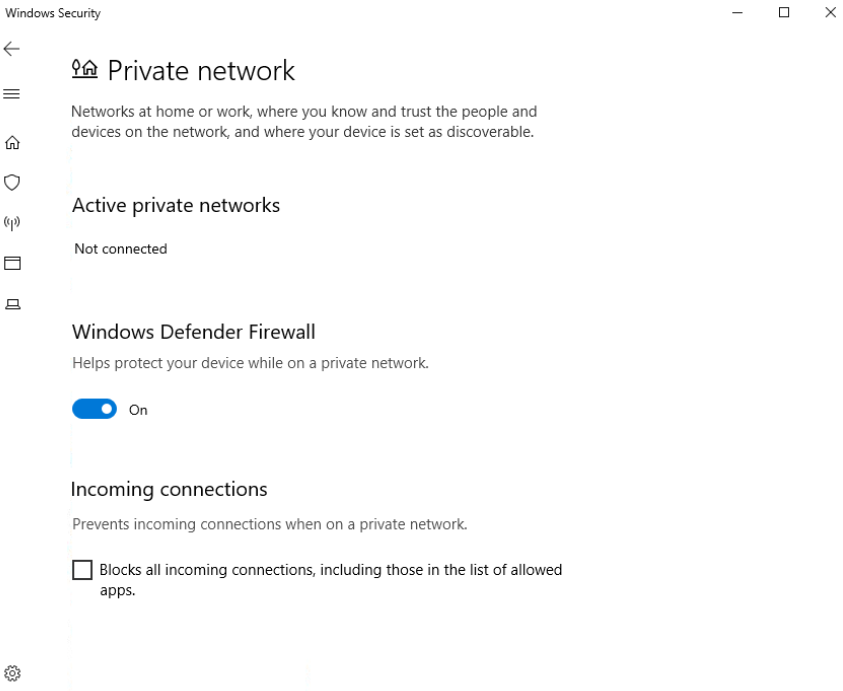 Windows Security
Private network
Networks at home or work, where you know and trust the people and
devices on the network, and where your device is set as discoverable.
Active private networks
Not connected
Windows Defender Firewall
Helps protect your device while on a private network.
On
Incoming connections
Prevents incoming connections when on a private network.
Blocks all incoming connections, including those in the list of allowed
apps.